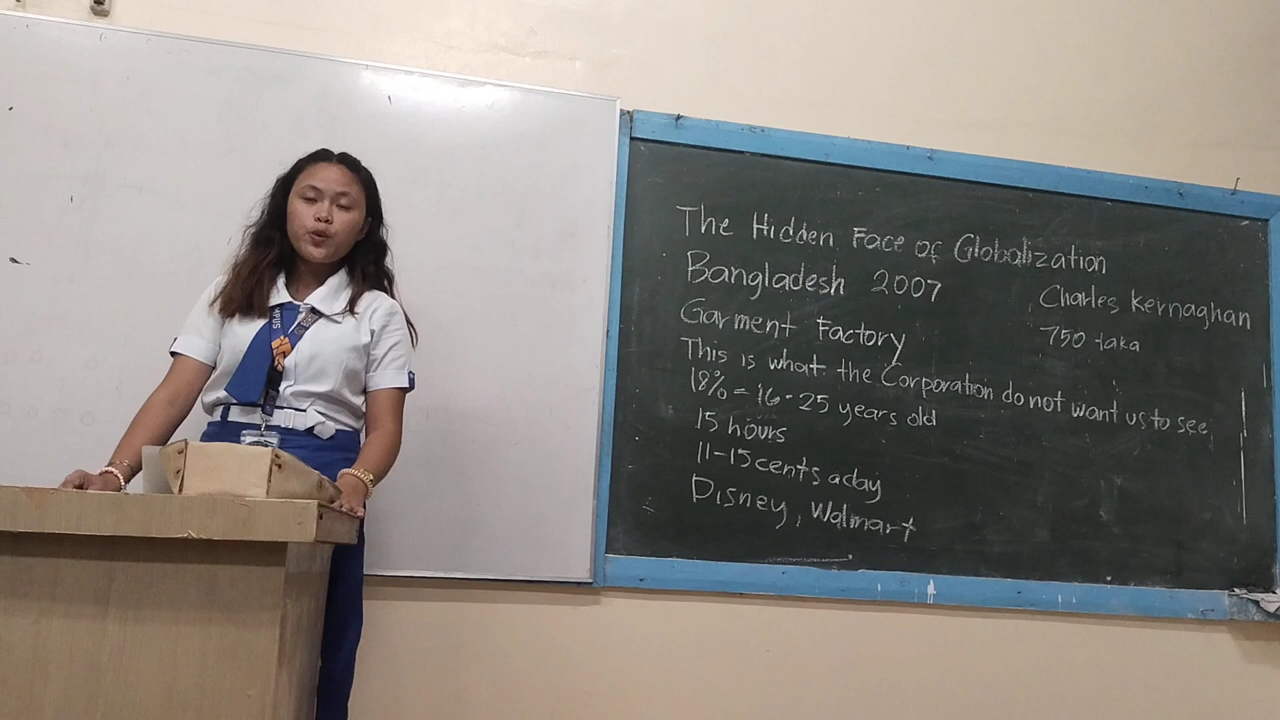 The Hidden Face of Globalization
Bangladesh 2007
Charles Kernaghan
Garment Factory
750 taka
This is what the Corporation do not want us to see,
18% = 16 - 25 years old
15 hours
11-15 cents a day
Disney, Walmart
MPUS